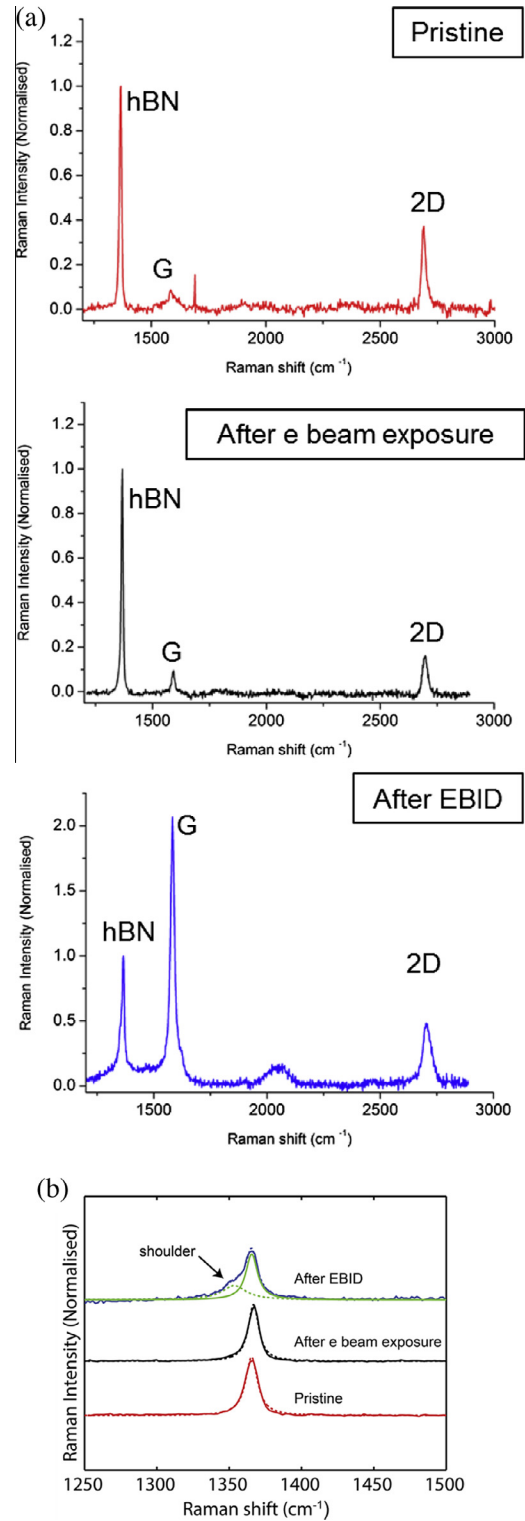 (a)
Pristine
Raman Intensity (Normalised)
1.2
1.0
0.8
0.6
0.4
0.2
0.0
hBN
G
2D
1500
2000
2500
3000
Raman shift (cm⁻¹)
After e beam exposure
Raman Intensity (Normalised)
1.2
1.0
0.8
0.6
0.4
0.2
0.0
hBN
G
2D
1500
2000
2500
3000
Raman shift (cm⁻¹)
After EBID
Raman Intensity (Normalised)
2.0
1.5
1.0
0.5
0.0
hBN
G
2D
1500
2000
2500
3000
Raman shift (cm⁻¹)
(b)
Raman Intensity (Normalised)
shoulder
After EBID
After e beam exposure
Pristine
1250
1300
1350
1400
1450
1500
Raman shift (cm⁻¹)